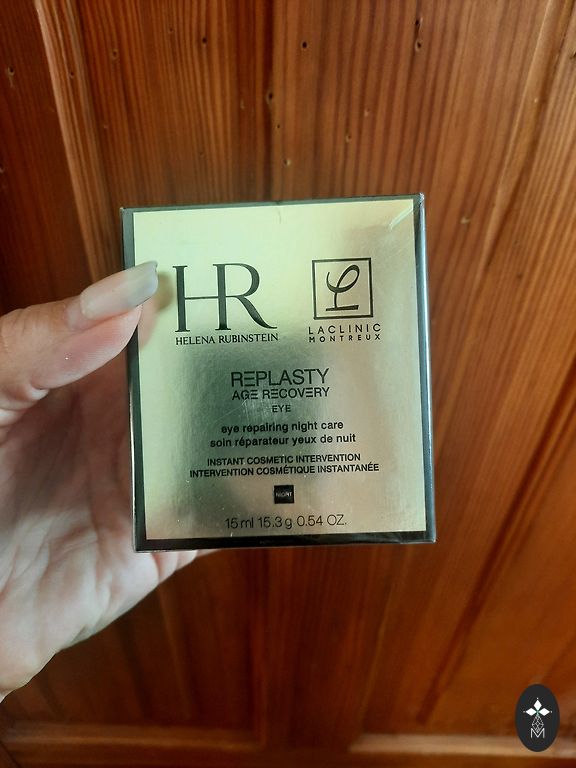 HR
HELENA RUBINSTEIN
LACLINIC
MONTREUX
REPLASTY
AGE RECOVERY
EYE
eye repairing night care
soin réparateur yeux de nuit
INSTANT COSMETIC INTERVENTION
INTERVENTION COSMÉTIQUE INSTANTANÉE
NIGHT
15 ml 15.3 g 0.54 OZ.
M